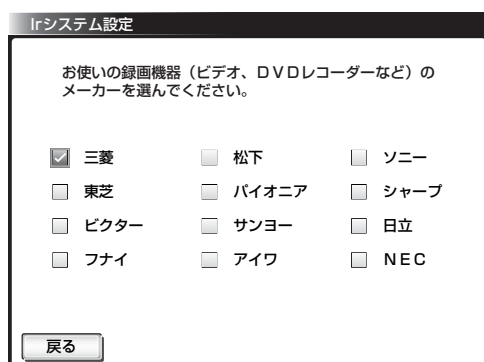 Irシステム設定
お使いの録画機器（ビデオ、ＤＶＤレコーダーなど）の
メーカーを選んでください。
三菱 松下 ソニー
東芝 パイオニア シャープ
ビクター サンヨー 日立
フナイ アイワ ＮＥＣ
戻る